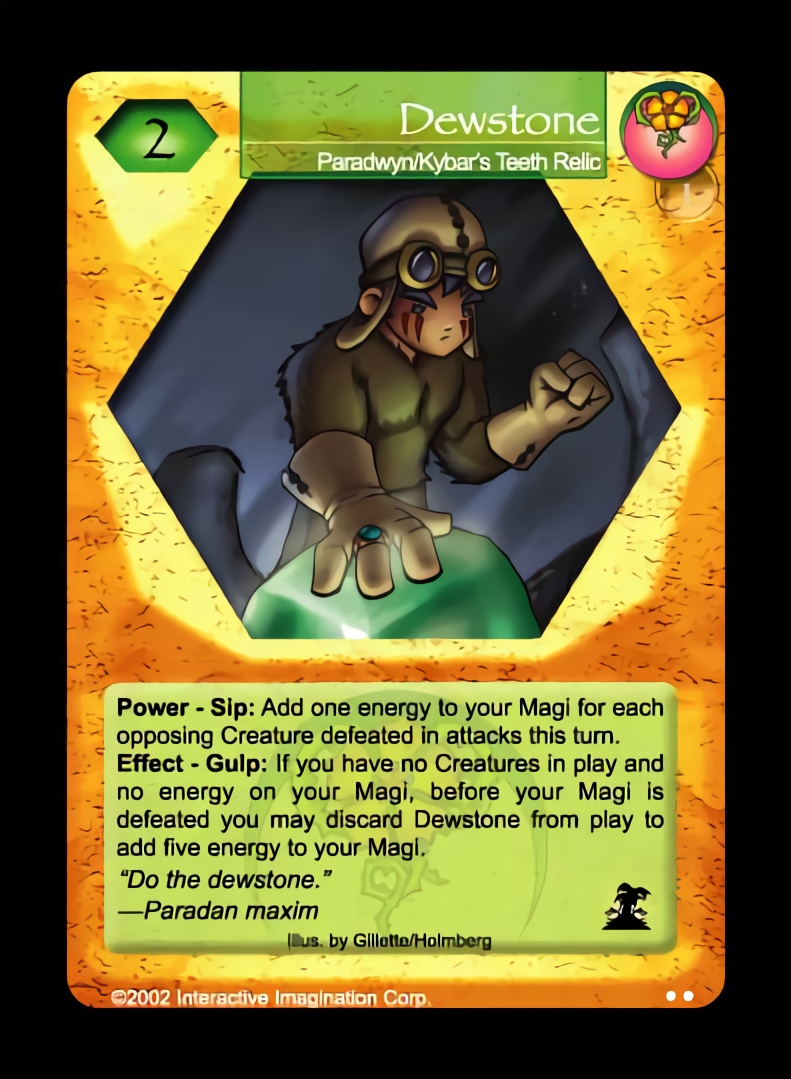 2
Dewstone
Paradwyn/Kybar's Teeth Relic
Power - Sip: Add one energy to your Magi for each
opposing Creature defeated in attacks this turn.
Effect - Gulp: If you have no Creatures in play and
no energy on your Magi, before your Magi is
defeated you may discard Dewstone from play to
add five energy to your Magi.
"Do the dewstone."
—Paradan maxim
Illus. by Gillette/Holmberg
©2002 Interactive Imagination Corp.